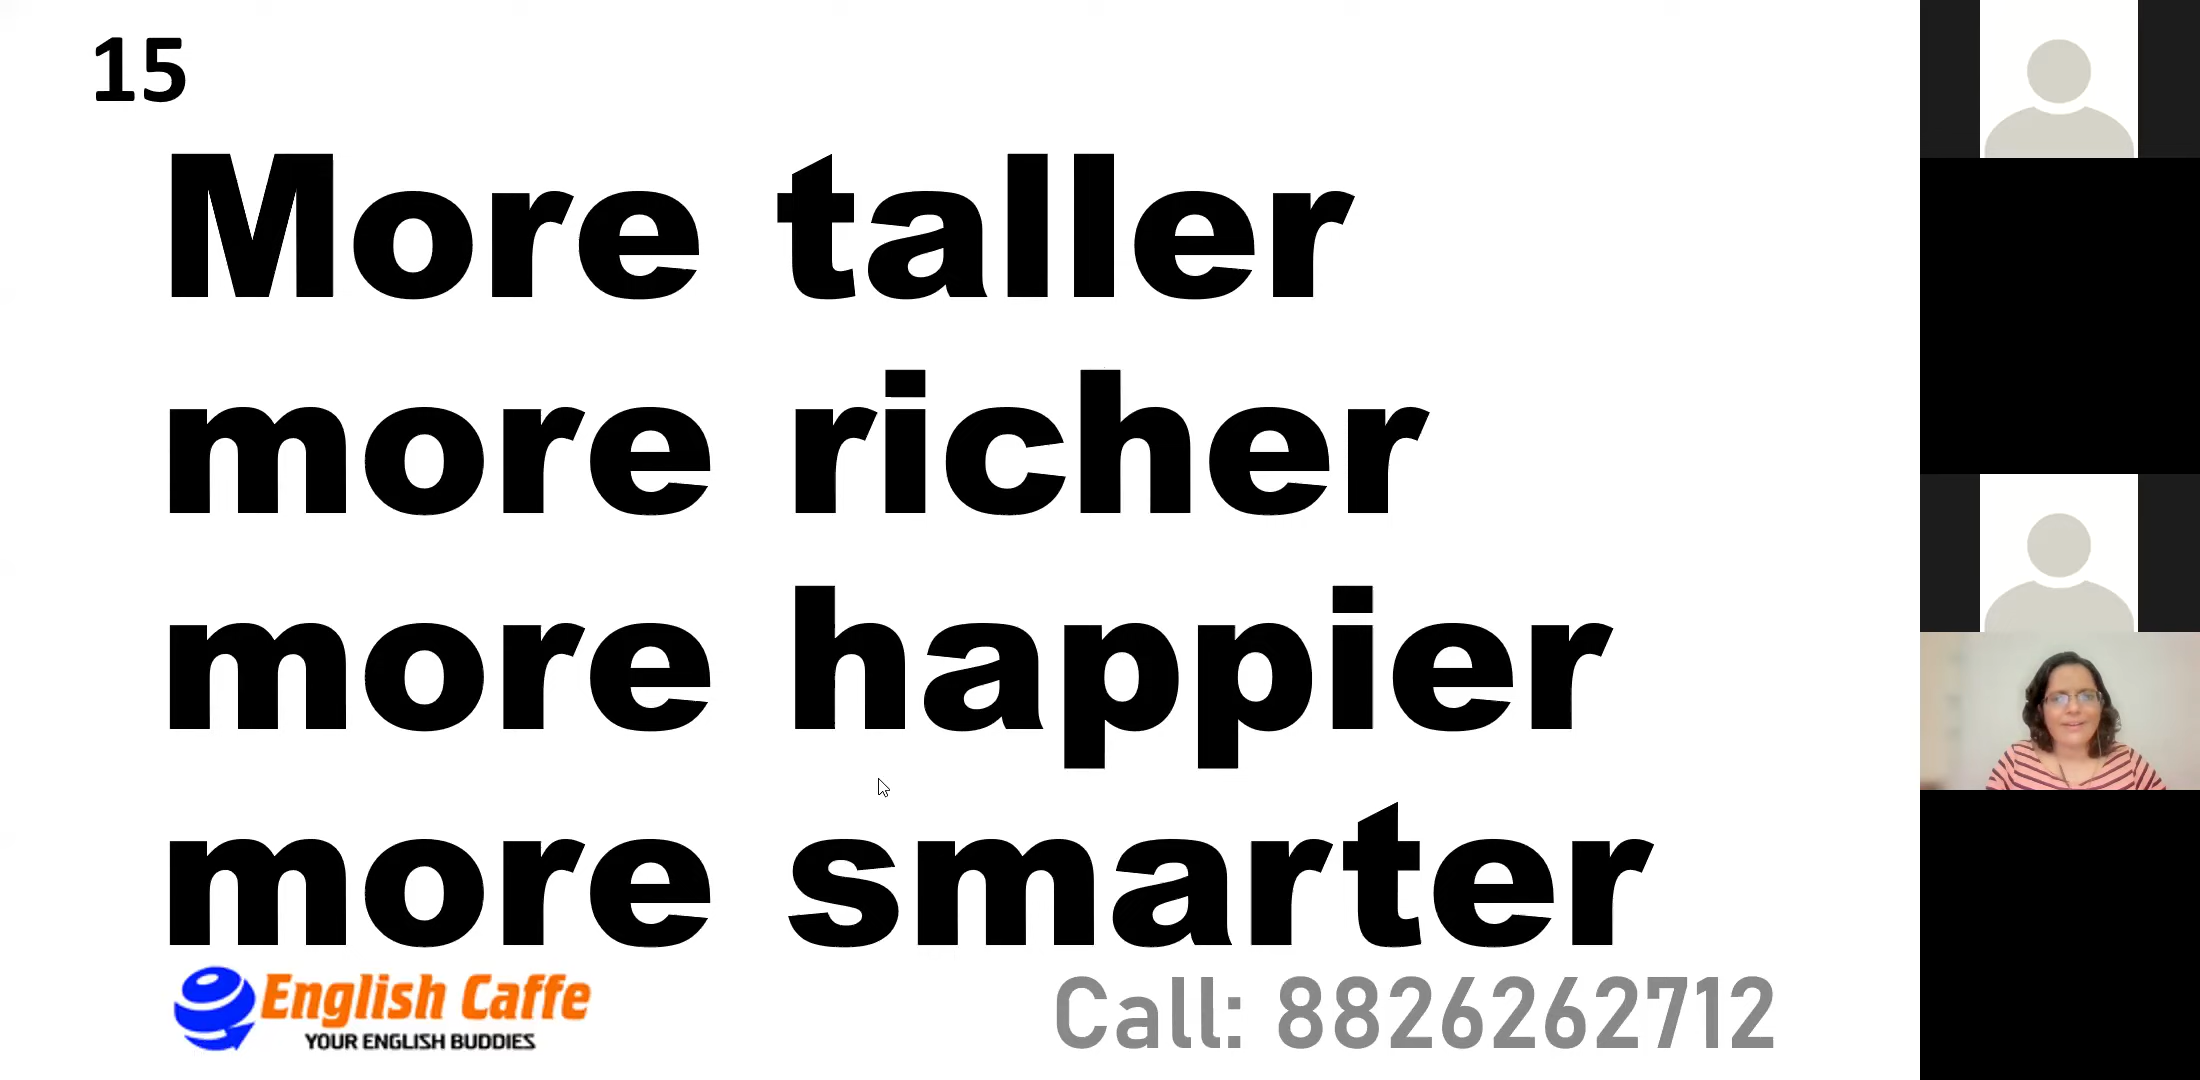 15
More taller
more richer
more happier
more smarter
English Caffe
YOUR ENGLISH BUDDIES
Call: 8826262712